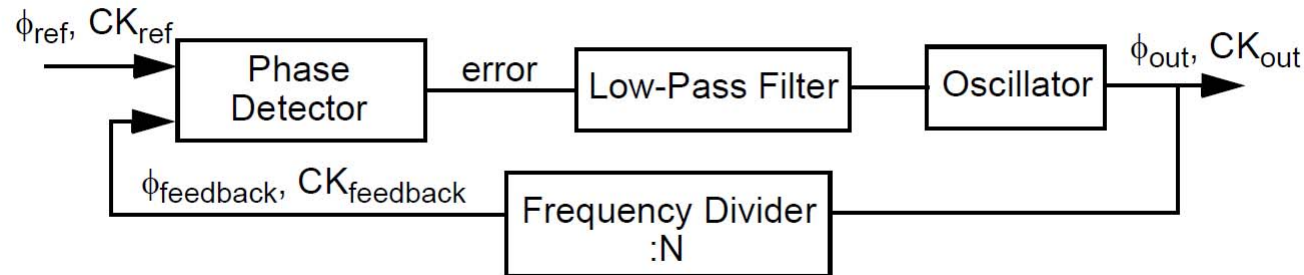 ϕref, CKref
Phase
Detector
error
Low-Pass Filter
Oscillator
ϕout, CKout
ϕfeedback, CKfeedback
Frequency Divider
:N